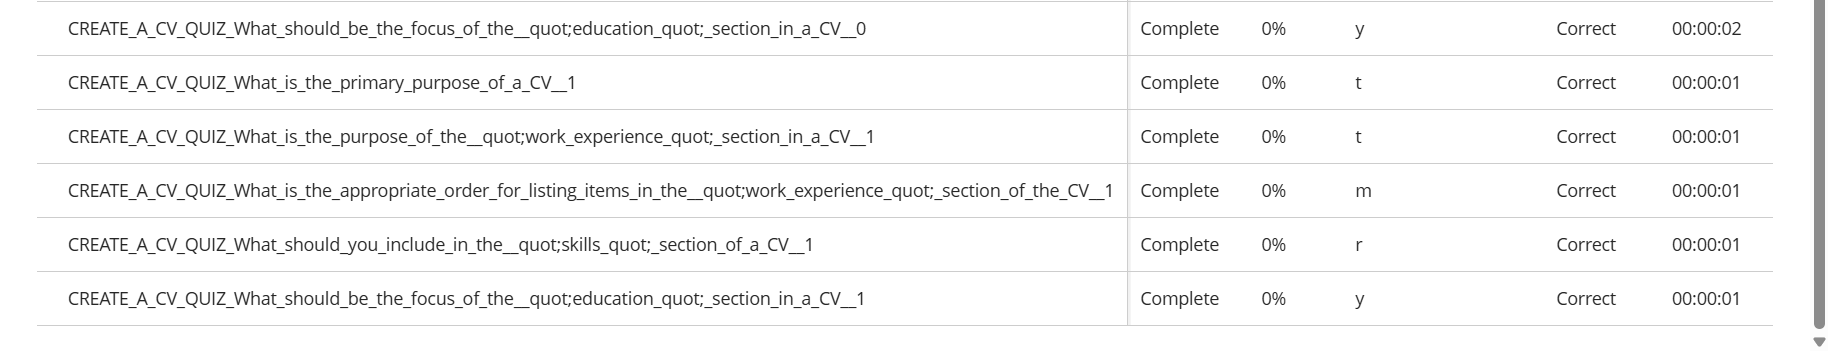 CREATE_A_CV_QUIZ_What_should_be_the_focus_of_the__quot;education_quot;_section_in_a_CV__0 Complete 0% y Correct 00:00:02
CREATE_A_CV_QUIZ_What_is_the_primary_purpose_of_a_CV__1 Complete 0% t Correct 00:00:01
CREATE_A_CV_QUIZ_What_is_the_purpose_of_the__quot;work_experience_quot;_section_in_a_CV__1 Complete 0% t Correct 00:00:01
CREATE_A_CV_QUIZ_What_is_the_appropriate_order_for_listing_items_in_the__quot;work_experience_quot;_section_of_the_CV__1 Complete 0% m Correct 00:00:01
CREATE_A_CV_QUIZ_What_should_you_include_in_the__quot;skills_quot;_section_of_a_CV__1 Complete 0% r Correct 00:00:01
CREATE_A_CV_QUIZ_What_should_be_the_focus_of_the__quot;education_quot;_section_in_a_CV__1 Complete 0% y Correct 00:00:01